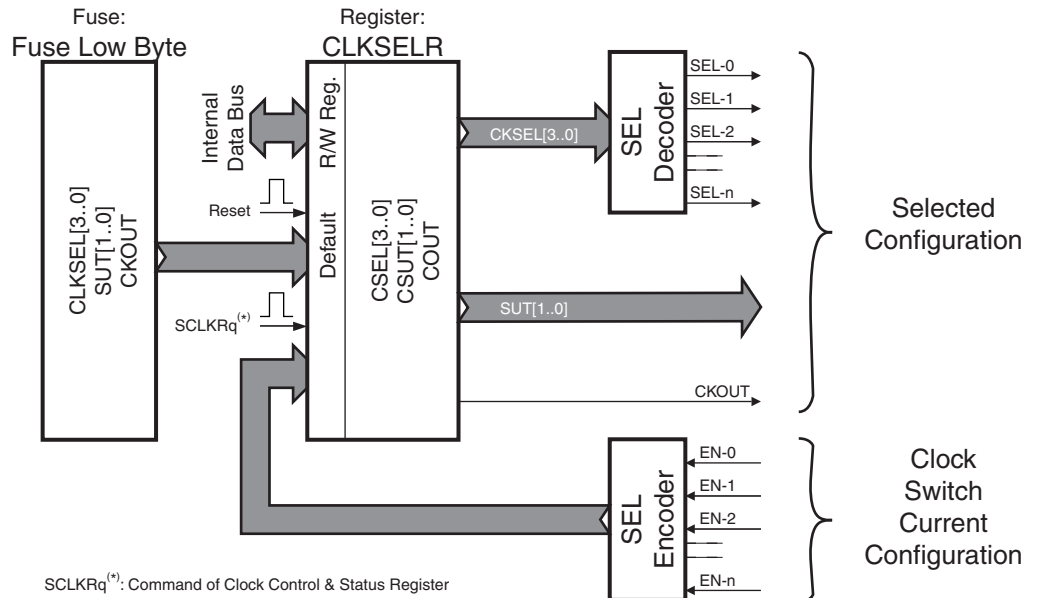 Fuse:
Fuse Low Byte
CLKSEL[3..0]
SUT[1..0]
CKOUT
Register:
CLKSELR
Internal
Data Bus
R/W Reg.
Reset
Default
SCLKRq(*)
CSEL[3..0]
CSUT[1..0]
COUT
CKSEL[3..0]
SUT[1..0]
CKOUT
SEL
Decoder
SEL-0
SEL-1
SEL-2
SEL-n
Selected
Configuration
SEL
Encoder
EN-0
EN-1
EN-2
EN-n
Clock
Switch
Current
Configuration
SCLKRq(*): Command of Clock Control & Status Register